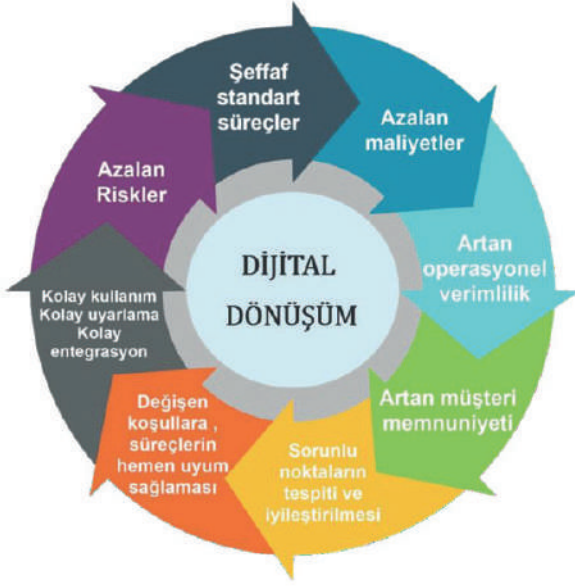 Şeffaf
standart
süreçler
Azalan
maliyetler
Artan
operasyonel
verimlilik
Artan müşteri
memnuniyeti
Sorunlu
noktaların
tespiti ve
iyileştirilmesi
Değişen
koşullara ,
süreçlerin
hemen uyum
sağlaması
Kolay kullanım
Kolay uyarlama
Kolay
entegrasyon
Azalan
Riskler
DİJİTAL
DÖNÜŞÜM